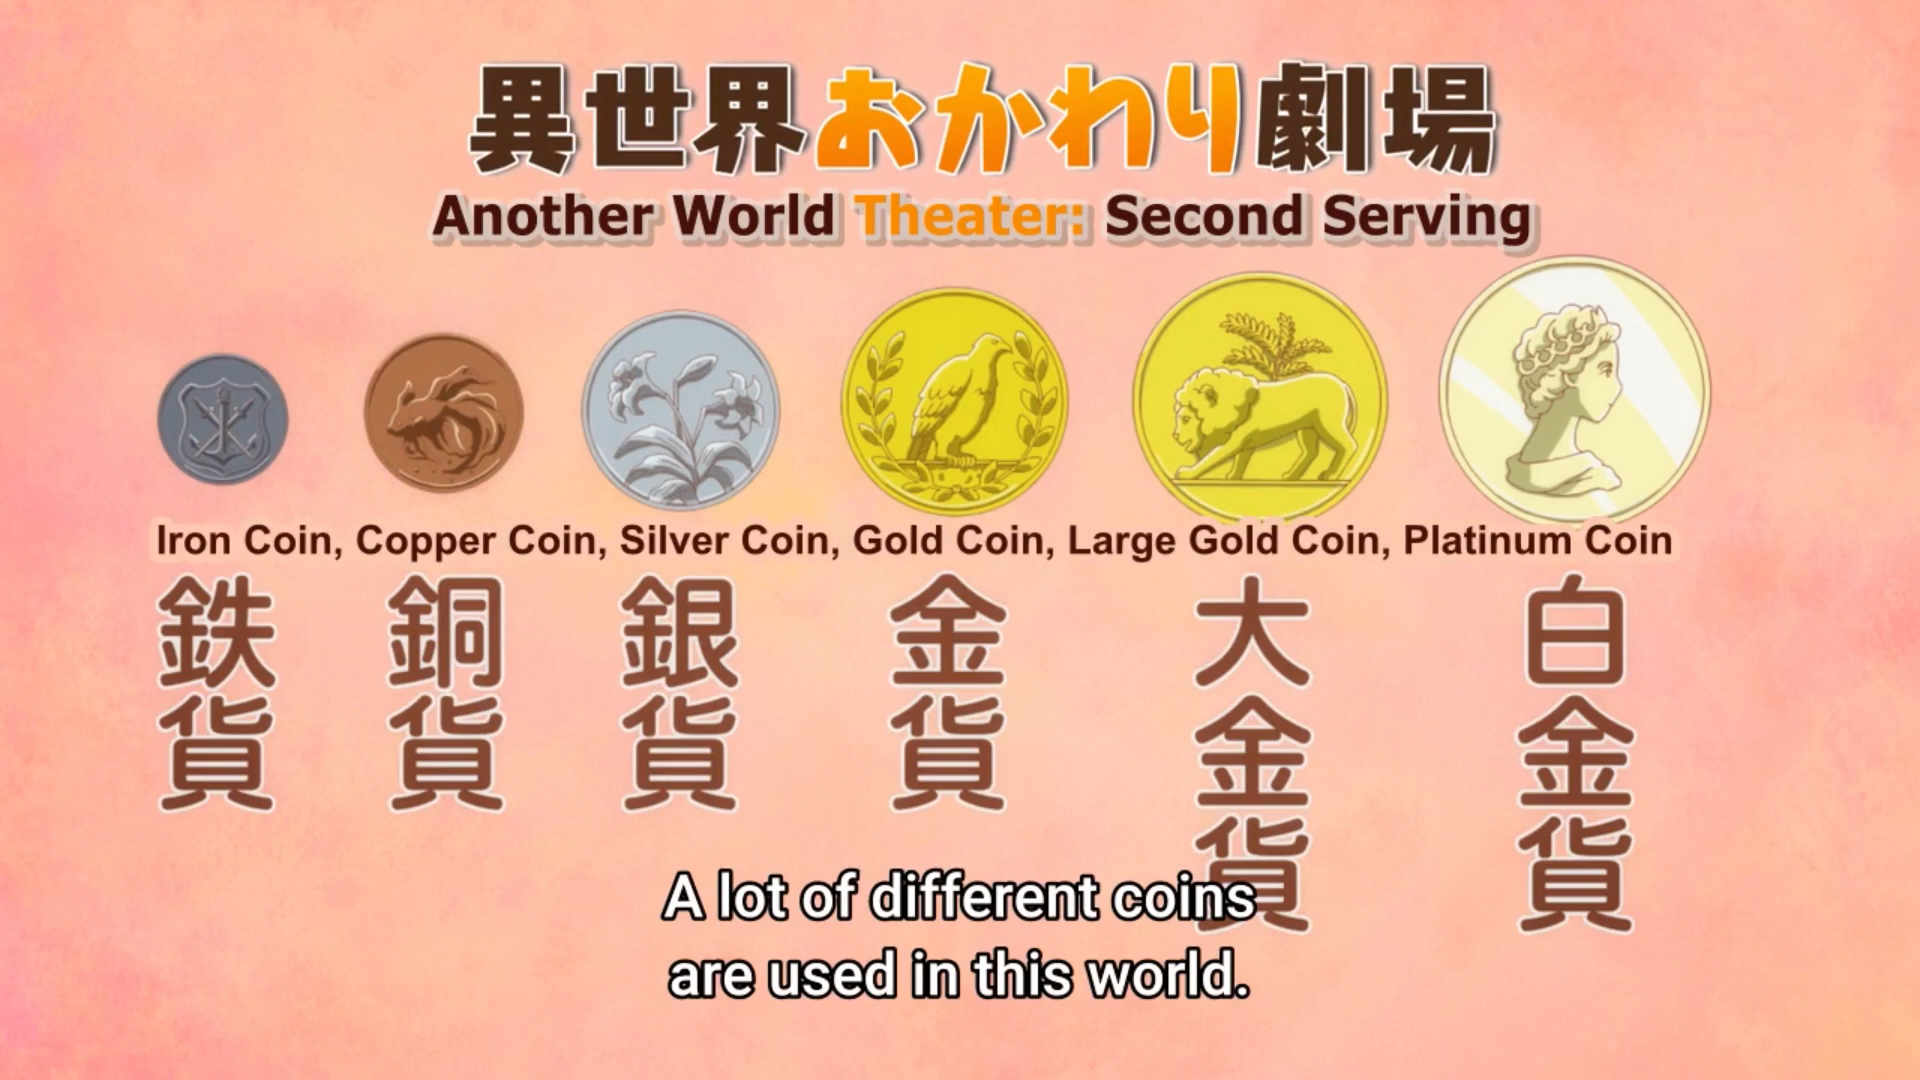 異世界おかわり劇場
Another World Theater: Second Serving
Iron Coin, Copper Coin, Silver Coin, Gold Coin, Large Gold Coin, Platinum Coin
鉄貨
銅貨
銀貨
金貨
大金貨
白金貨
A lot of different coins
are used in this world.